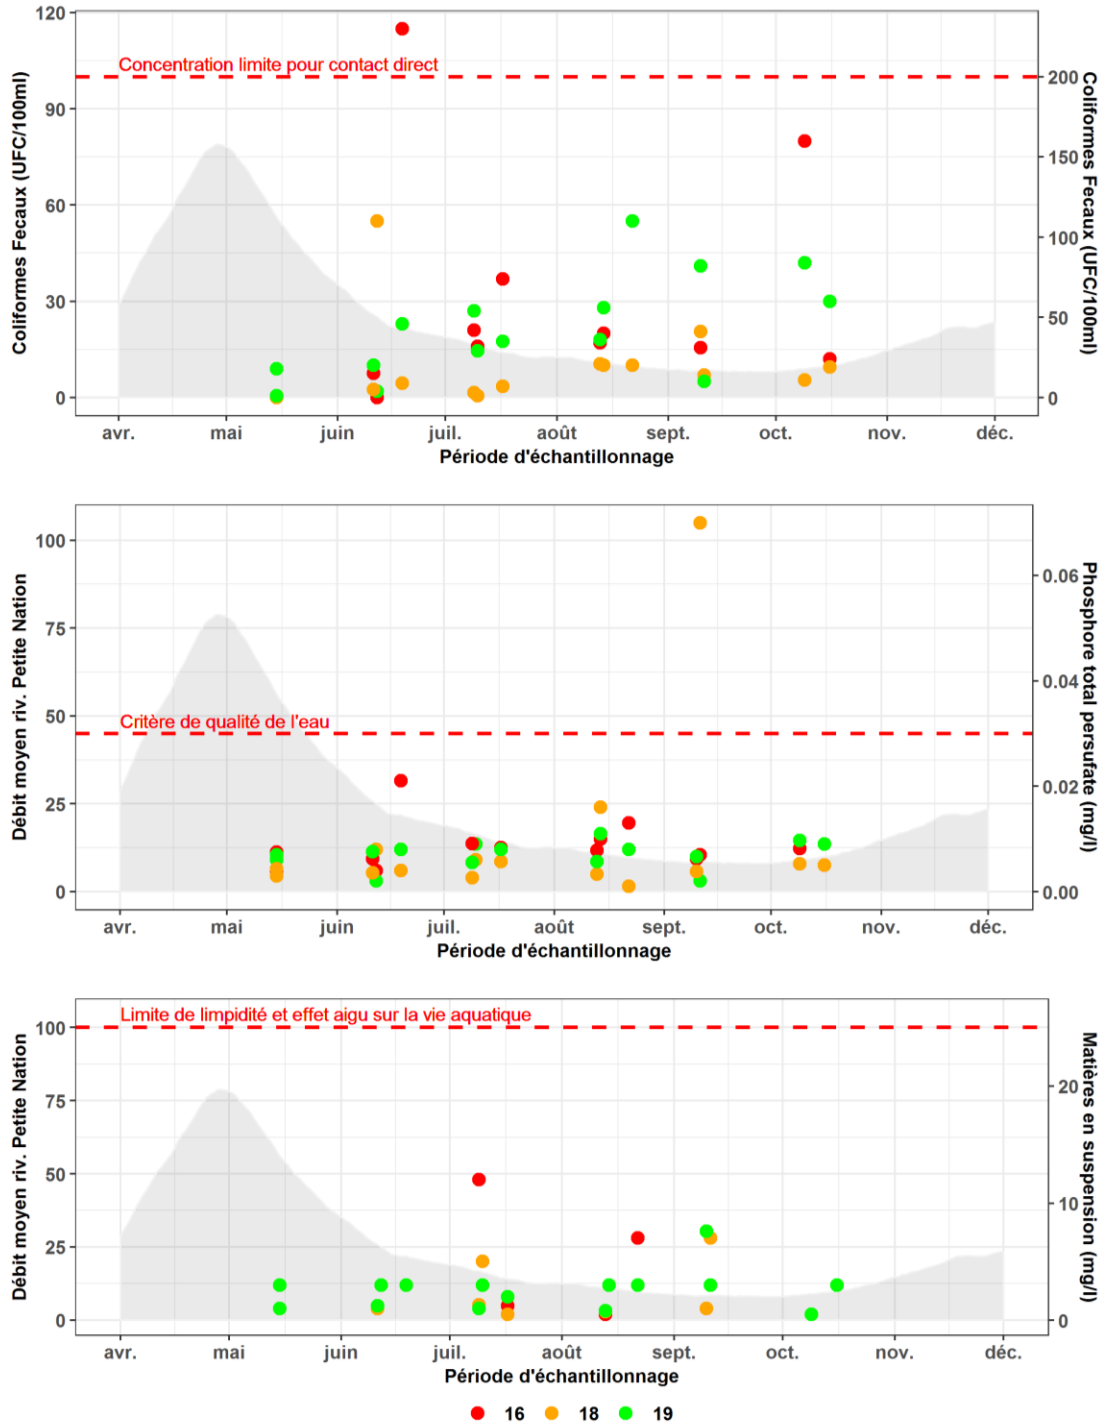 120
90
60
30
0
Coliformes Fecaux (UFC/100ml)
Concentration limite pour contact direct
200
150
100
50
0
Coliformes Fecaux (UFC/100ml)
avr. mai juin juil. août sept. oct. nov. déc.
Période d'échantillonnage
100
75
50
25
0
Débit moyen riv. Petite Nation
Critère de qualité de l'eau
0.06
0.04
0.02
0.00
Phosphore total persufate (mg/l)
avr. mai juin juil. août sept. oct. nov. déc.
Période d'échantillonnage
100
75
50
25
0
Débit moyen riv. Petite Nation
Limite de limpidité et effet aigu sur la vie aquatique
20
10
0
Matières en suspension (mg/l)
avr. mai juin juil. août sept. oct. nov. déc.
Période d'échantillonnage
16 18 19